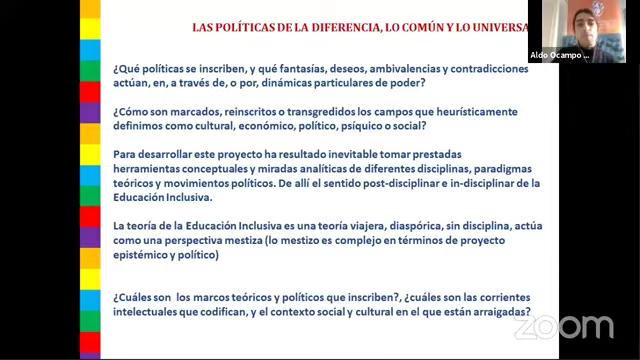 LAS POLÍTICAS DE LA DIFERENCIA, LO COMÚN Y LO UNIVERSA
Aldo Ocampo ...
¿Qué políticas se inscriben, y qué fantasías, deseos, ambivalencias y contradicciones
actúan, en, a través de, o por, dinámicas particulares de poder?
¿Cómo son marcados, reinscritos o transgredidos los campos que heurísticamente
definimos como cultural, económico, político, psíquico o social?
Para desarrollar este proyecto ha resultado inevitable tomar prestadas
herramientas conceptuales y miradas analíticas de diferentes disciplinas, paradigmas
teóricos y movimientos políticos. De allí el sentido post-disciplinar e in-disciplinar de la
Educación Inclusiva.
La teoría de la Educación Inclusiva es una teoría viajera, diaspórica, sin disciplina, actúa
como una perspectiva mestiza (lo mestizo es complejo en términos de proyecto
epistémico y político)
¿Cuáles son los marcos teóricos y políticos que inscriben?, ¿cuáles son las corrientes
intelectuales que codifican, y el contexto social y cultural en el que están arraigadas?
zoom